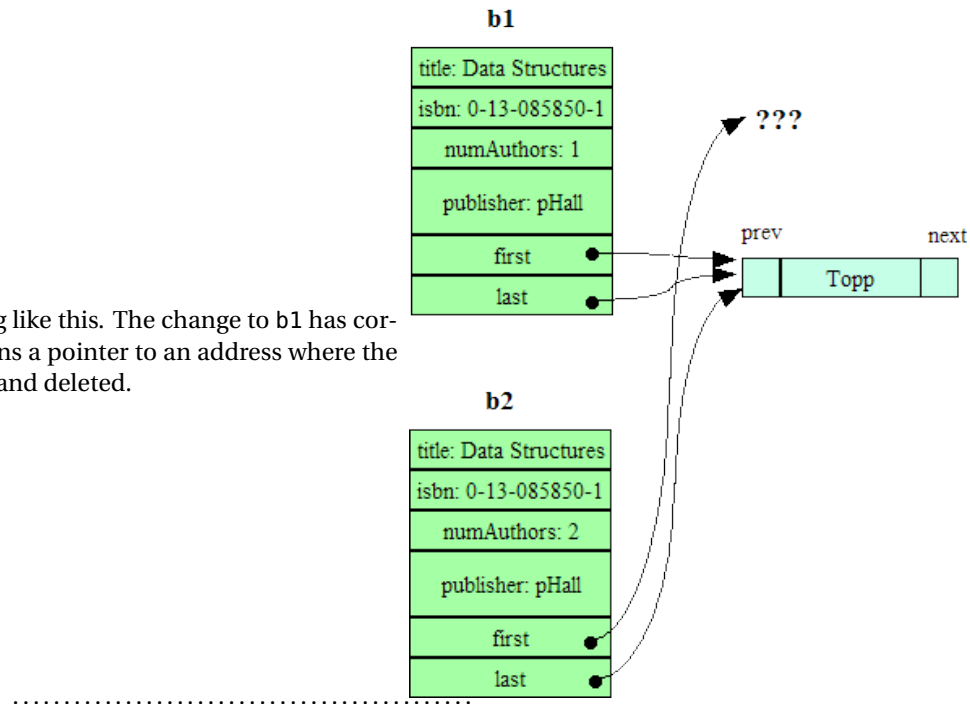 b1
title: Data Structures
isbn: 0-13-085850-1
numAuthors: 1
publisher: pHall
first
last
???
prev
next
Topp
like this. The change to b1 has cor-
a pointer to an address where the
and deleted.
b2
title: Data Structures
isbn: 0-13-085850-1
numAuthors: 2
publisher: pHall
first
last
..............................................